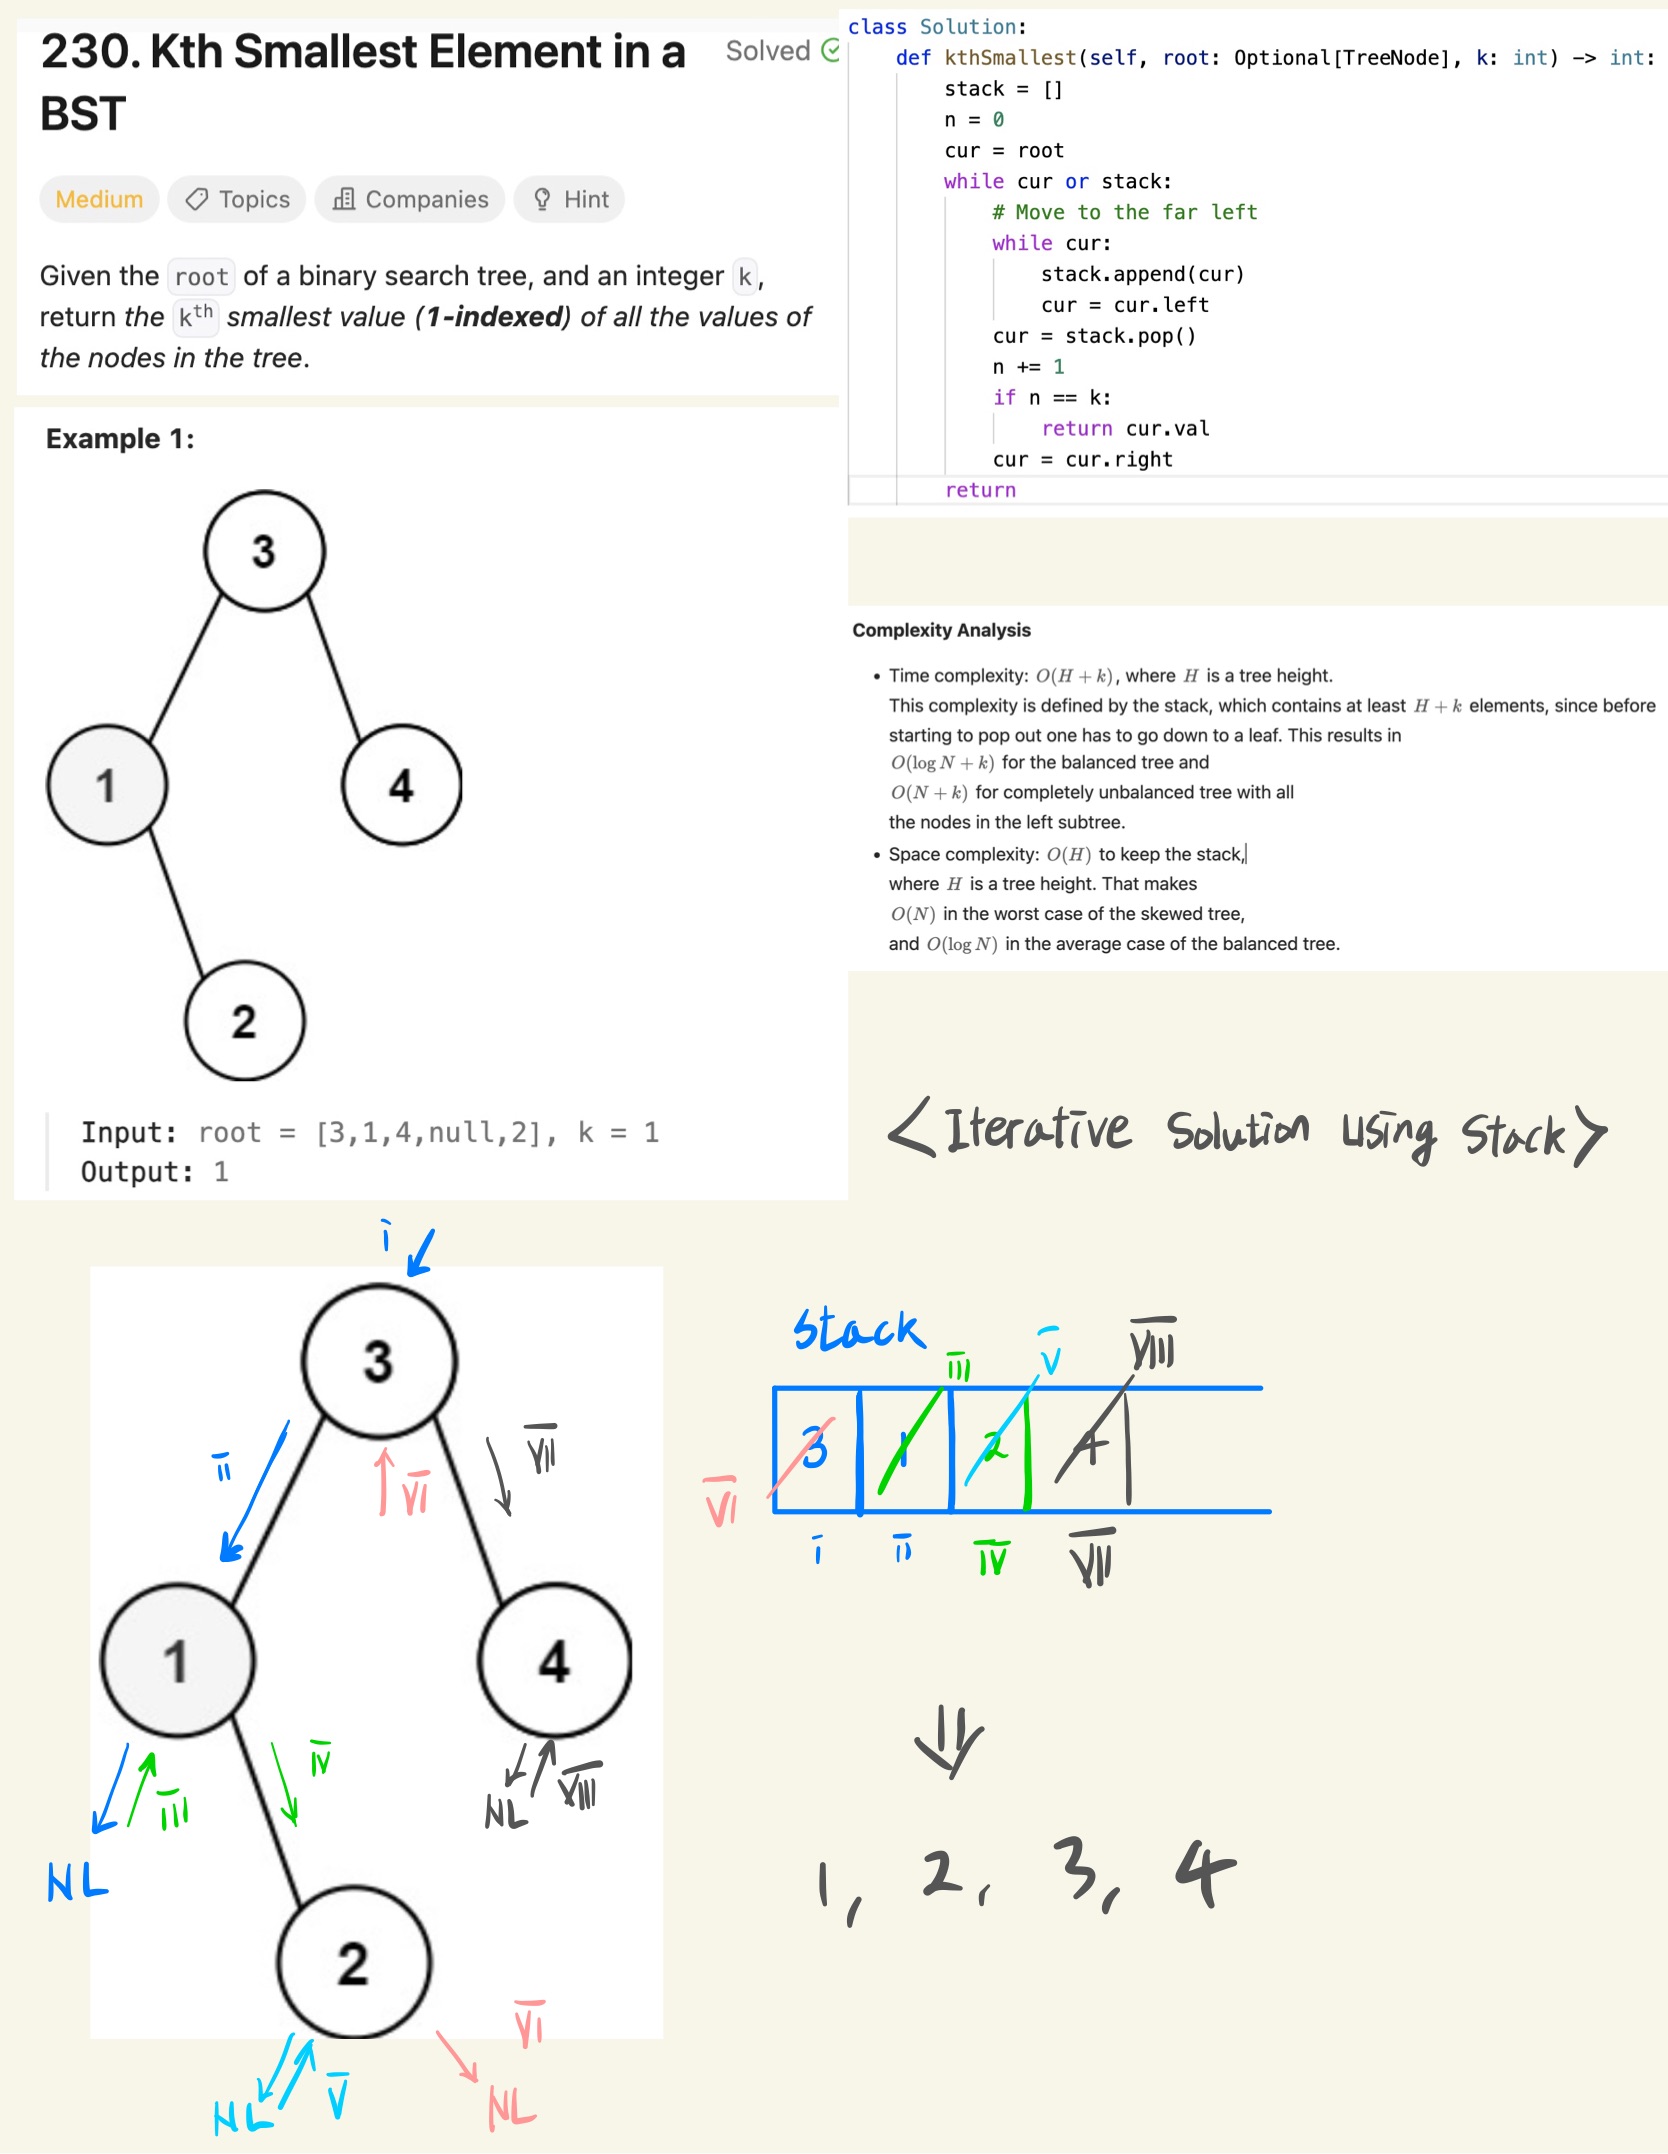 230. Kth Smallest Element in a
BST
Solved
Medium
Topics
Companies
Hint
Given the root of a binary search tree, and an integer k,
return the kth smallest value (1-indexed) of all the values of
the nodes in the tree.
Example 1:
3
1
4
2
Input: root = [3,1,4,null,2], k = 1
Output: 1
class Solution:
def kthSmallest(self, root: Optional[TreeNode], k: int) -> int:
stack = []
n = 0
cur = root
while cur or stack:
# Move to the far left
while cur:
stack.append(cur)
cur = cur.left
cur = stack.pop()
n += 1
if n == k:
return cur.val
cur = cur.right
return
Complexity Analysis
• Time complexity: O(H + k), where H is a tree height.
This complexity is defined by the stack, which contains at least H + k elements, since before
starting to pop out one has to go down to a leaf. This results in
O(log N + k) for the balanced tree and
O(N + k) for completely unbalanced tree with all
the nodes in the left subtree.
• Space complexity: O(H) to keep the stack,
where H is a tree height. That makes
O(N) in the worst case of the skewed tree,
and O(log N) in the average case of the balanced tree.
<Iterative Solution using Stack>
i
3
ii
VI
VII
1
4
III
IV
NL
NL
VIII
2
NL
V
VI
NL
Stack
III
V
VIII
3
1
2
4
VI
i
ii
IV
VII
1, 2, 3, 4